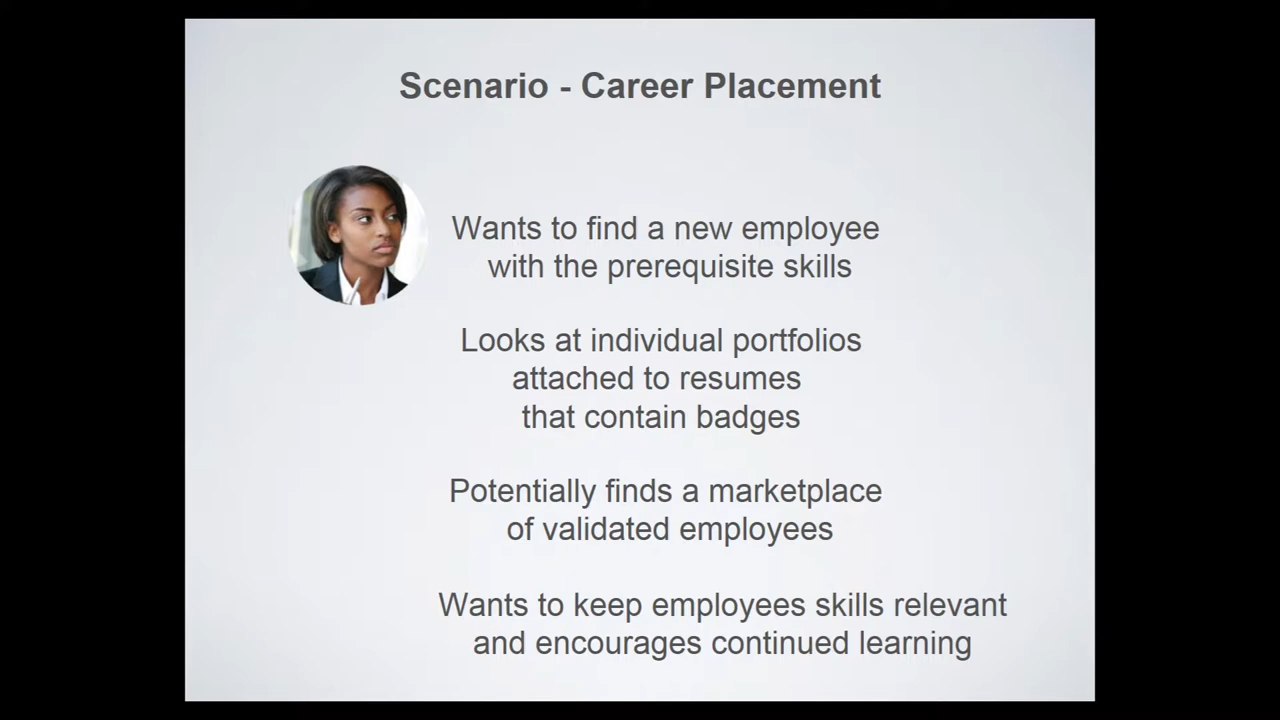 Scenario - Career Placement
Wants to find a new employee
with the prerequisite skills
Looks at individual portfolios
attached to resumes
that contain badges
Potentially finds a marketplace
of validated employees
Wants to keep employees skills relevant
and encourages continued learning